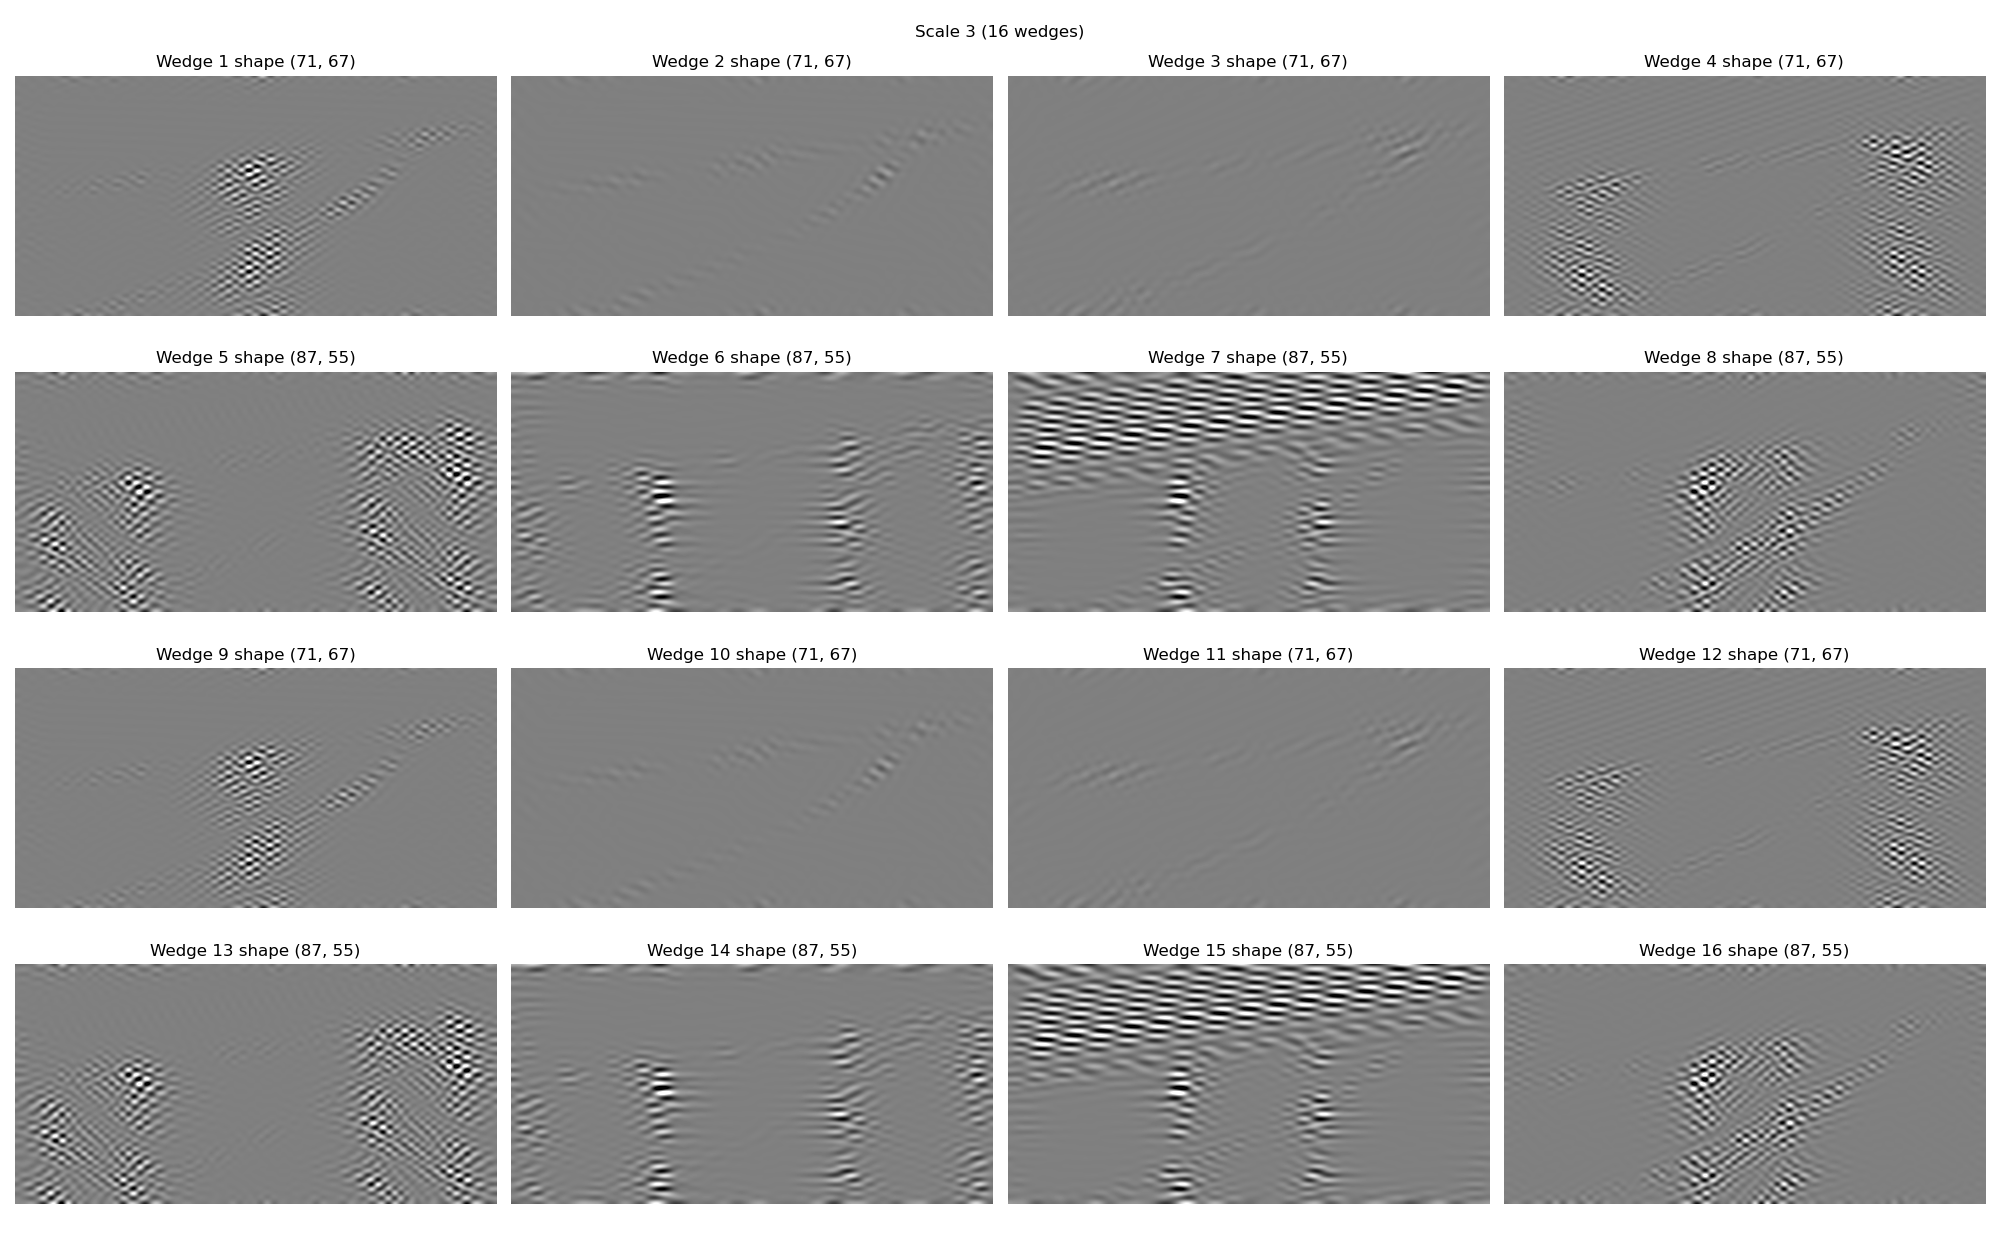 Scale 3 (16 wedges)
Wedge 1 shape (71, 67)
Wedge 2 shape (71, 67)
Wedge 3 shape (71, 67)
Wedge 4 shape (71, 67)
Wedge 5 shape (87, 55)
Wedge 6 shape (87, 55)
Wedge 7 shape (87, 55)
Wedge 8 shape (87, 55)
Wedge 9 shape (71, 67)
Wedge 10 shape (71, 67)
Wedge 11 shape (71, 67)
Wedge 12 shape (71, 67)
Wedge 13 shape (87, 55)
Wedge 14 shape (87, 55)
Wedge 15 shape (87, 55)
Wedge 16 shape (87, 55)